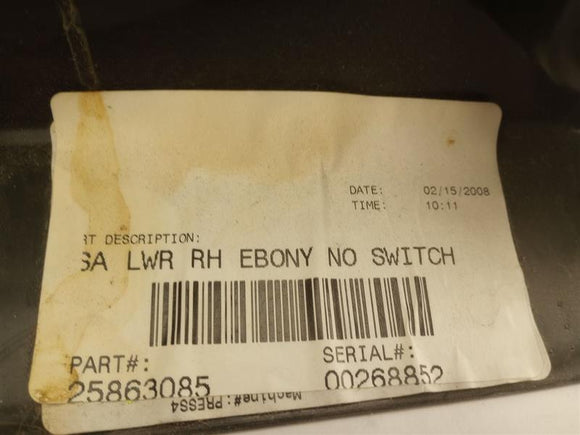 DATE: 02/15/2008
TIME: 10:11
RT DESCRIPTION:
SA LWR RH EBONY NO SWITCH
PART#: SERIAL#:
25863085 00268852
Machine#:PRESS4